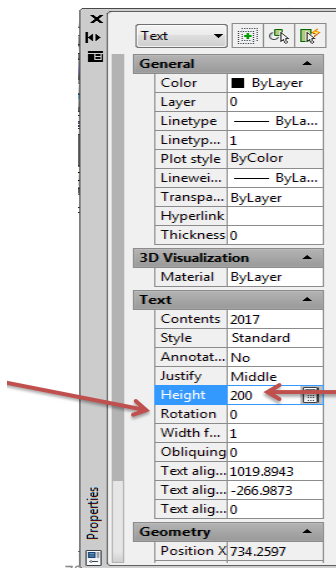 Text
General
Color ByLayer
Layer 0
Linetype ByLa...
Linetyp... 1
Plot style ByColor
Linewei... ByLa...
Transpa... ByLayer
Hyperlink
Thickness 0
3D Visualization
Material ByLayer
Text
Contents 2017
Style Standard
Annotat... No
Justify Middle
Height 200
Rotation 0
Width f... 1
Obliquing 0
Text alig... 1019.8943
Text alig... -266.9873
Text alig... 0
Geometry
Position X 734.2597
Properties